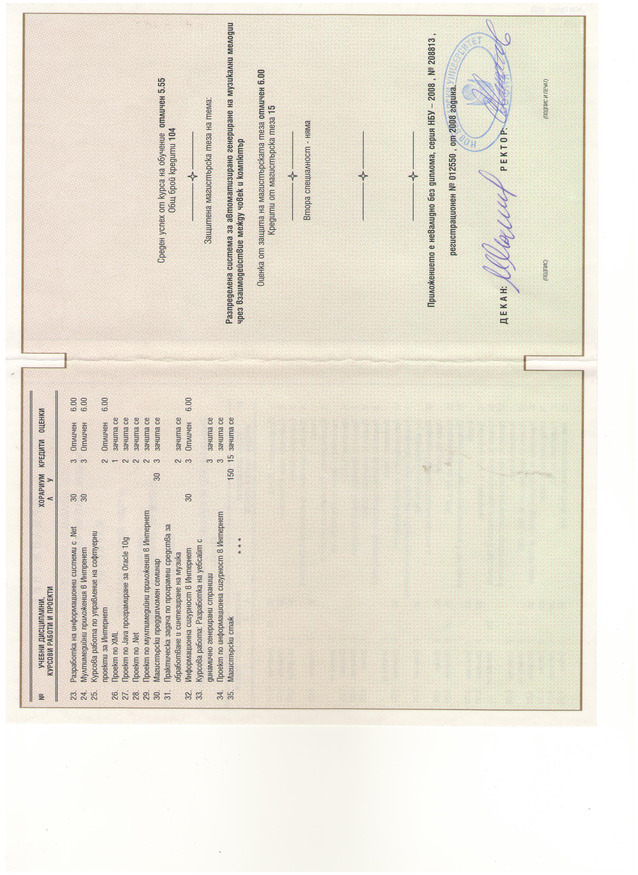 № УЧЕБНИ ДИСЦИПЛИНИ, ХОРАРИУМ КРЕДИТИ ОЦЕНКИ
КУРСОВИ РАБОТИ И ПРОЕКТИ Л У
23. Разработка на информационни системи с .Net 30 3 Отличен 6.00
24. Мултимедийни приложения в Интернет 30 3 Отличен 6.00
25. Курсова работа по управление на софтуерни
проекти за Интернет 2 Отличен 6.00
26. Проект по XML 1 зачита се
27. Проект по Java програмиране за Oracle 10g 2 зачита се
28. Проект по .Net 2 зачита се
29. Проект по мултимедийни приложения в Интернет 2 зачита се
30. Магистърски преддипломен семинар 30 3 зачита се
31. Практическа задача по програмни средства за
обработване и синтезиране на музика 2 зачита се
32. Информационна сигурност в Интернет 30 3 Отличен 6.00
33. Курсова работа: Разработка на уебсайт с
динамично генерирани страници 3 зачита се
34. Проект по информационна сигурност в Интернет 3 зачита се
35. Магистърски стаж 150 15 зачита се
* * *
Среден успех от курса на обучение отличен 5.55
Общ брой кредити 104
Защитена магистърска теза на тема:
Разпределена система за автоматизирано генериране на музикални мелодии
чрез взаимодействие между човек и компютър
Оценка от защита на магистърската теза отличен 6.00
Кредити от магистърска теза 15
Втора специалност - няма
Приложението е невалидно без диплома, серия НБУ – 2008 , № 208813 ,
регистрационен № 012550 , от 2008 година.
ДЕКАН: РЕКТОР: